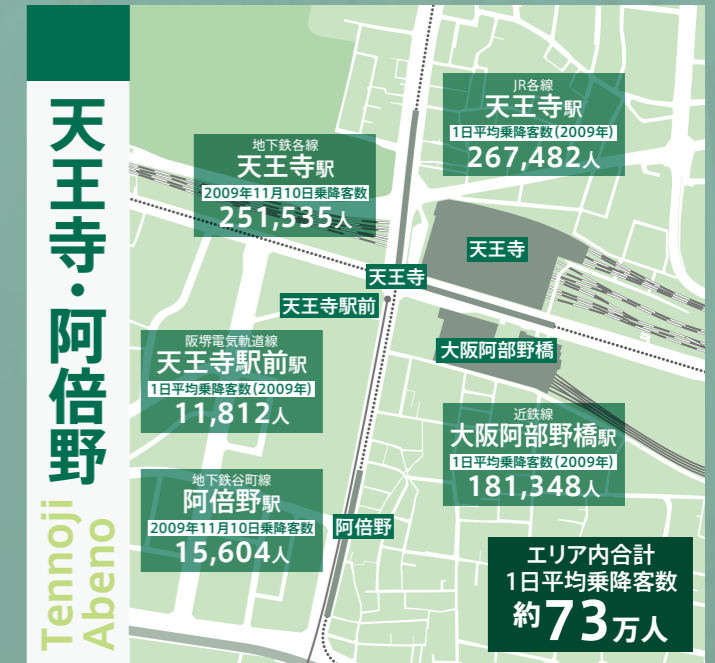 天王寺・阿倍野
Tennoji
Abeno
JR各線
天王寺駅
1日平均乗降客数(2009年)
267,482人
地下鉄各線
天王寺駅
2009年11月10日乗降客数
251,535人
天王寺
天王寺
天王寺駅前
大阪阿部野橋
阪堺電気軌道線
天王寺駅前駅
1日平均乗降客数(2009年)
11,812人
近鉄線
大阪阿部野橋駅
1日平均乗降客数(2009年)
181,348人
地下鉄谷町線
阿倍野駅
2009年11月10日乗降客数
15,604人
阿倍野
エリア内合計
1日平均乗降客数
約73万人